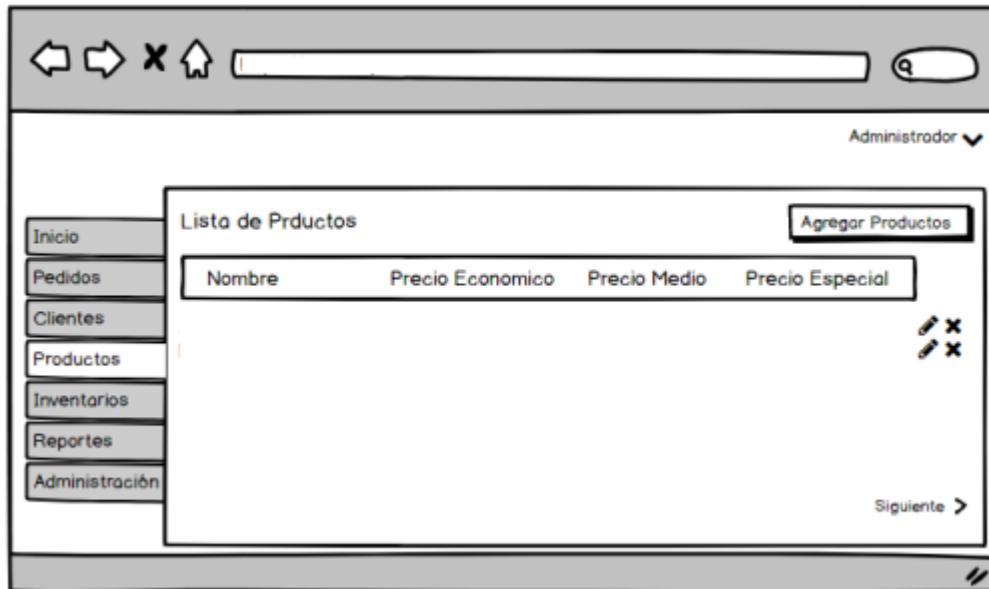 Administrador
Lista de Prductos
Agregar Productos
Inicio
Pedidos
Clientes
Productos
Inventarios
Reportes
Administración
Nombre Precio Economico Precio Medio Precio Especial
Siguiente